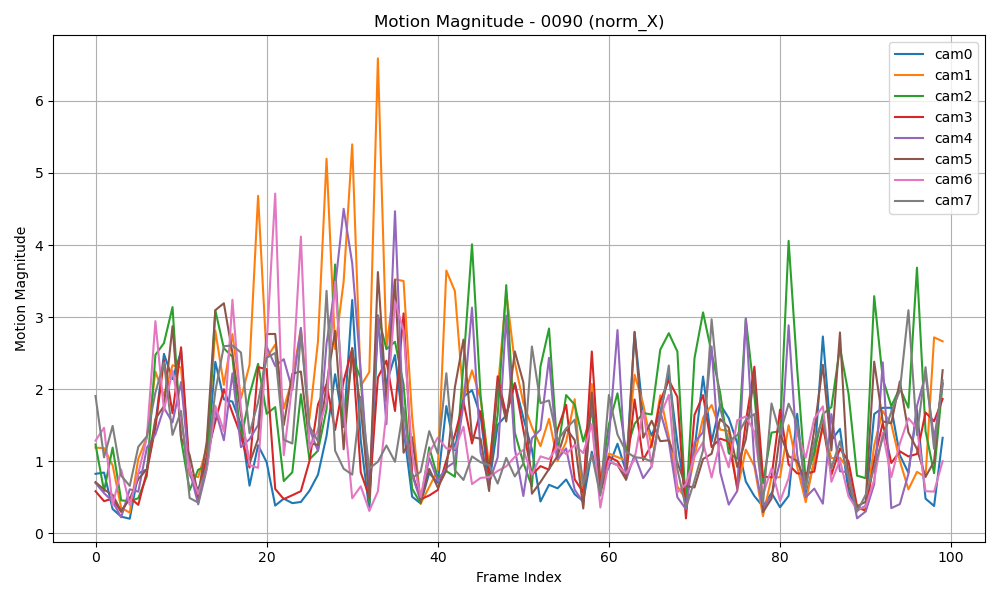 Motion Magnitude - 0090 (norm_X)
Motion Magnitude
6
5
4
3
2
1
0
0 20 40 60 80 100
Frame Index
cam0
cam1
cam2
cam3
cam4
cam5
cam6
cam7